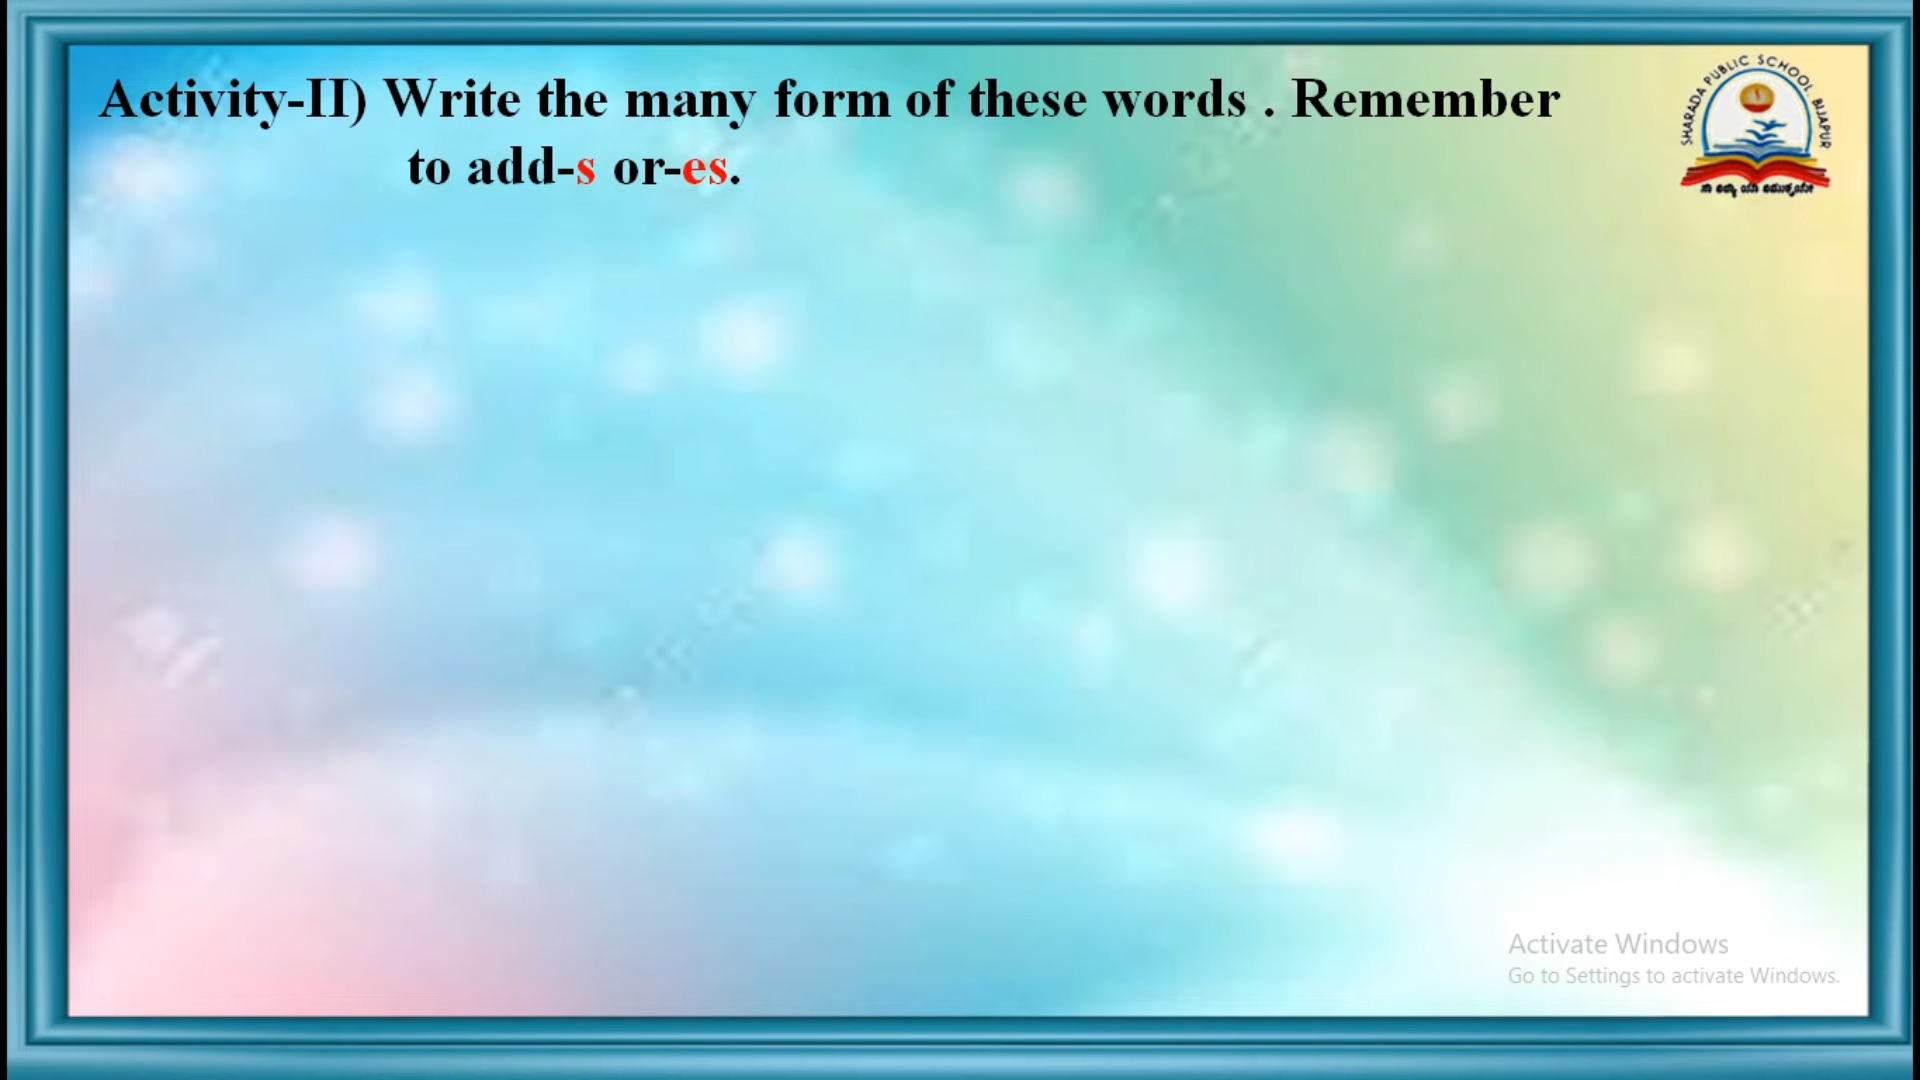 Activity-II) Write the many form of these words . Remember
to add-s or-es.
SHARADA PUBLIC SCHOOL, BIJAPUR
ಸಾ ವಿದ್ಯಾ ಯಾ ವಿಮುಕ್ತಯೇ
Activate Windows
Go to Settings to activate Windows.